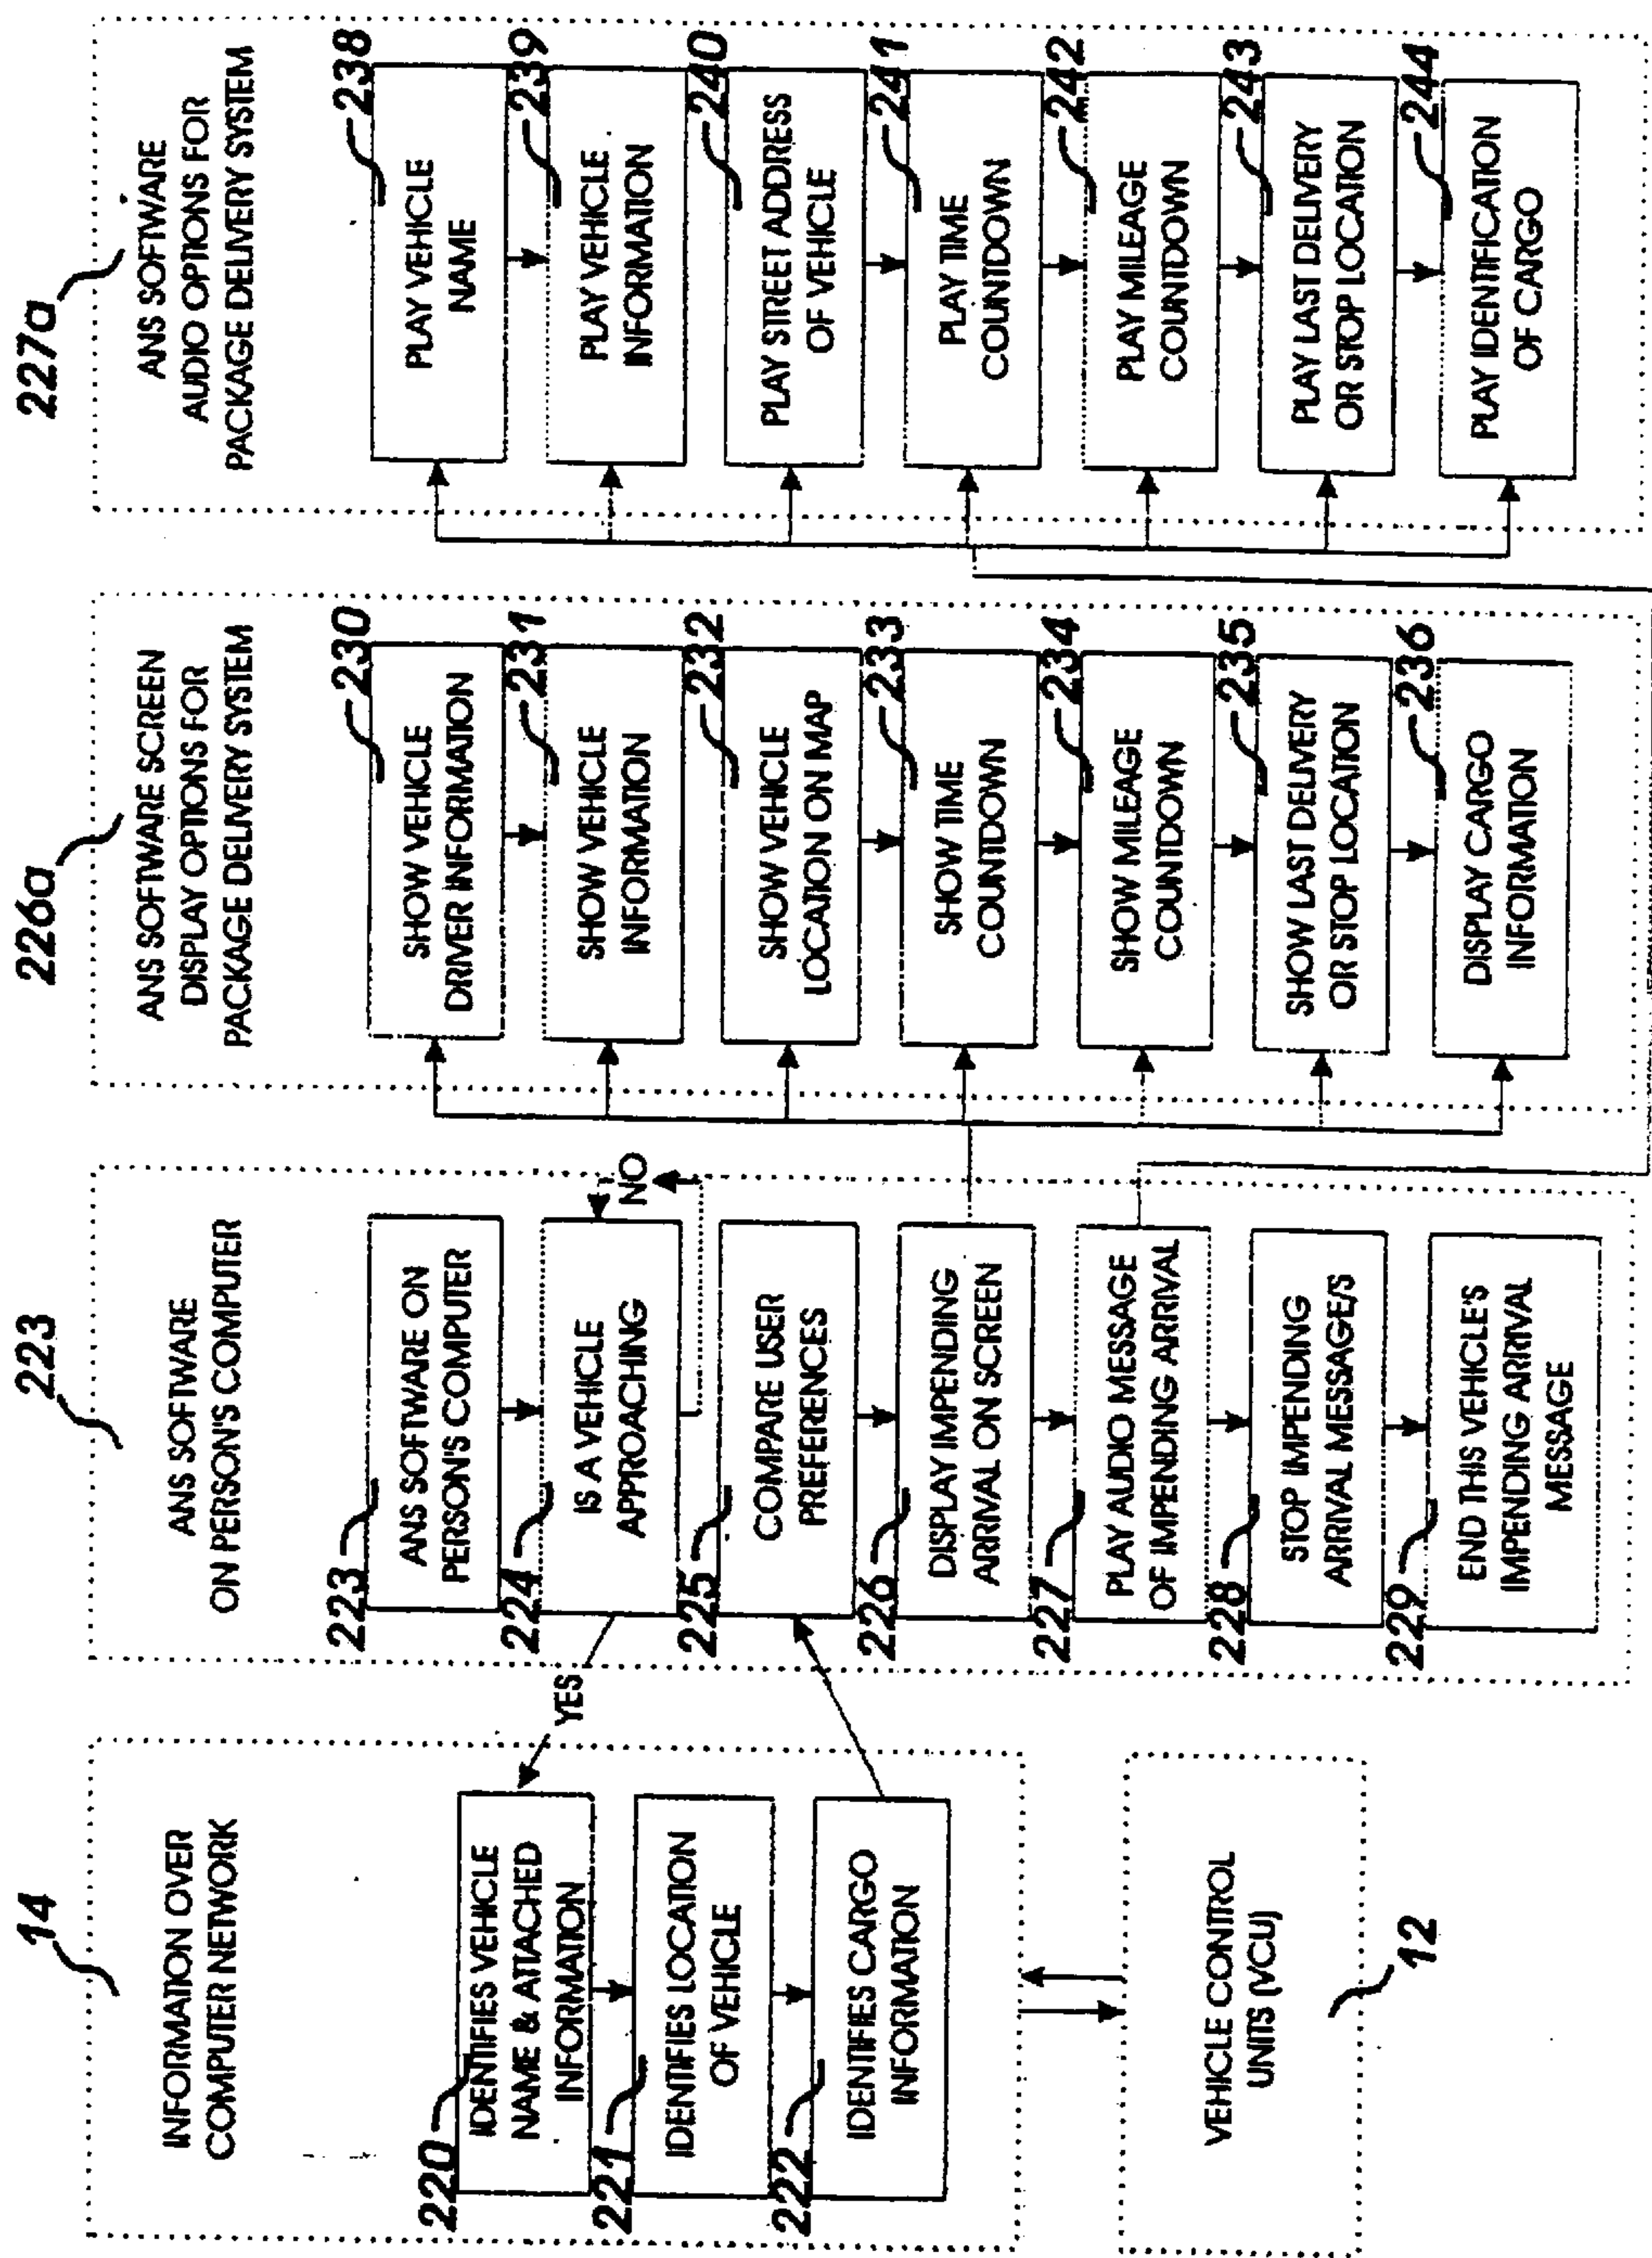 14
INFORMATION OVER
COMPUTER NETWORK
220
IDENTIFIES VEHICLE
NAME & ATTACHED
INFORMATION
221
IDENTIFIES LOCATION
OF VEHICLE
222
IDENTIFIES CARGO
INFORMATION
VEHICLE CONTROL
UNITS (VCU)
12
YES
223
ANS SOFTWARE
ON PERSON'S COMPUTER
223
ANS SOFTWARE ON
PERSON'S COMPUTER
224
IS A VEHICLE
APPROACHING
NO
225
COMPARE USER
PREFERENCES
226
DISPLAY IMPENDING
ARRIVAL ON SCREEN
227
PLAY AUDIO MESSAGE
OF IMPENDING ARRIVAL
228
STOP IMPENDING
ARRIVAL MESSAGE/S
229
END THIS VEHICLE'S
IMPENDING ARRIVAL
MESSAGE
226a
ANS SOFTWARE SCREEN
DISPLAY OPTIONS FOR
PACKAGE DELIVERY SYSTEM
230
SHOW VEHICLE
DRIVER INFORMATION
231
SHOW VEHICLE
INFORMATION
232
SHOW VEHICLE
LOCATION ON MAP
233
SHOW TIME
COUNTDOWN
234
SHOW MILEAGE
COUNTDOWN
235
SHOW LAST DELIVERY
OR STOP LOCATION
236
DISPLAY CARGO
INFORMATION
227a
ANS SOFTWARE
AUDIO OPTIONS FOR
PACKAGE DELIVERY SYSTEM
238
PLAY VEHICLE
NAME
239
PLAY VEHICLE
INFORMATION
240
PLAY STREET ADDRESS
OF VEHICLE
241
PLAY TIME
COUNTDOWN
242
PLAY MILEAGE
COUNTDOWN
243
PLAY LAST DELIVERY
OR STOP LOCATION
244
PLAY IDENTIFICATION
OF CARGO